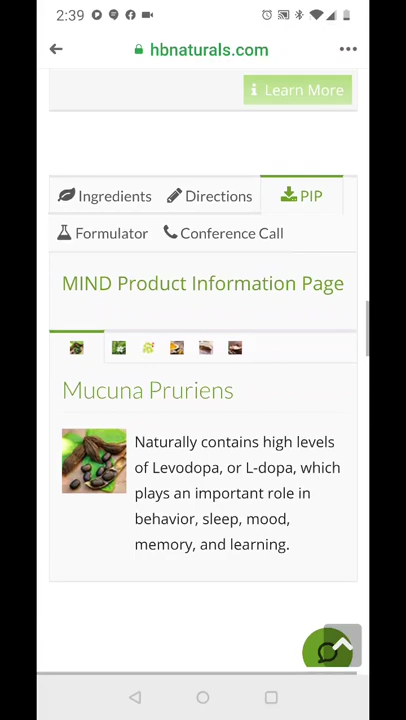 2:39
hbnaturals.com
Learn More
Ingredients
Directions
PIP
Formulator
Conference Call
MIND Product Information Page
Mucuna Pruriens
Naturally contains high levels
of Levodopa, or L-dopa, which
plays an important role in
behavior, sleep, mood,
memory, and learning.